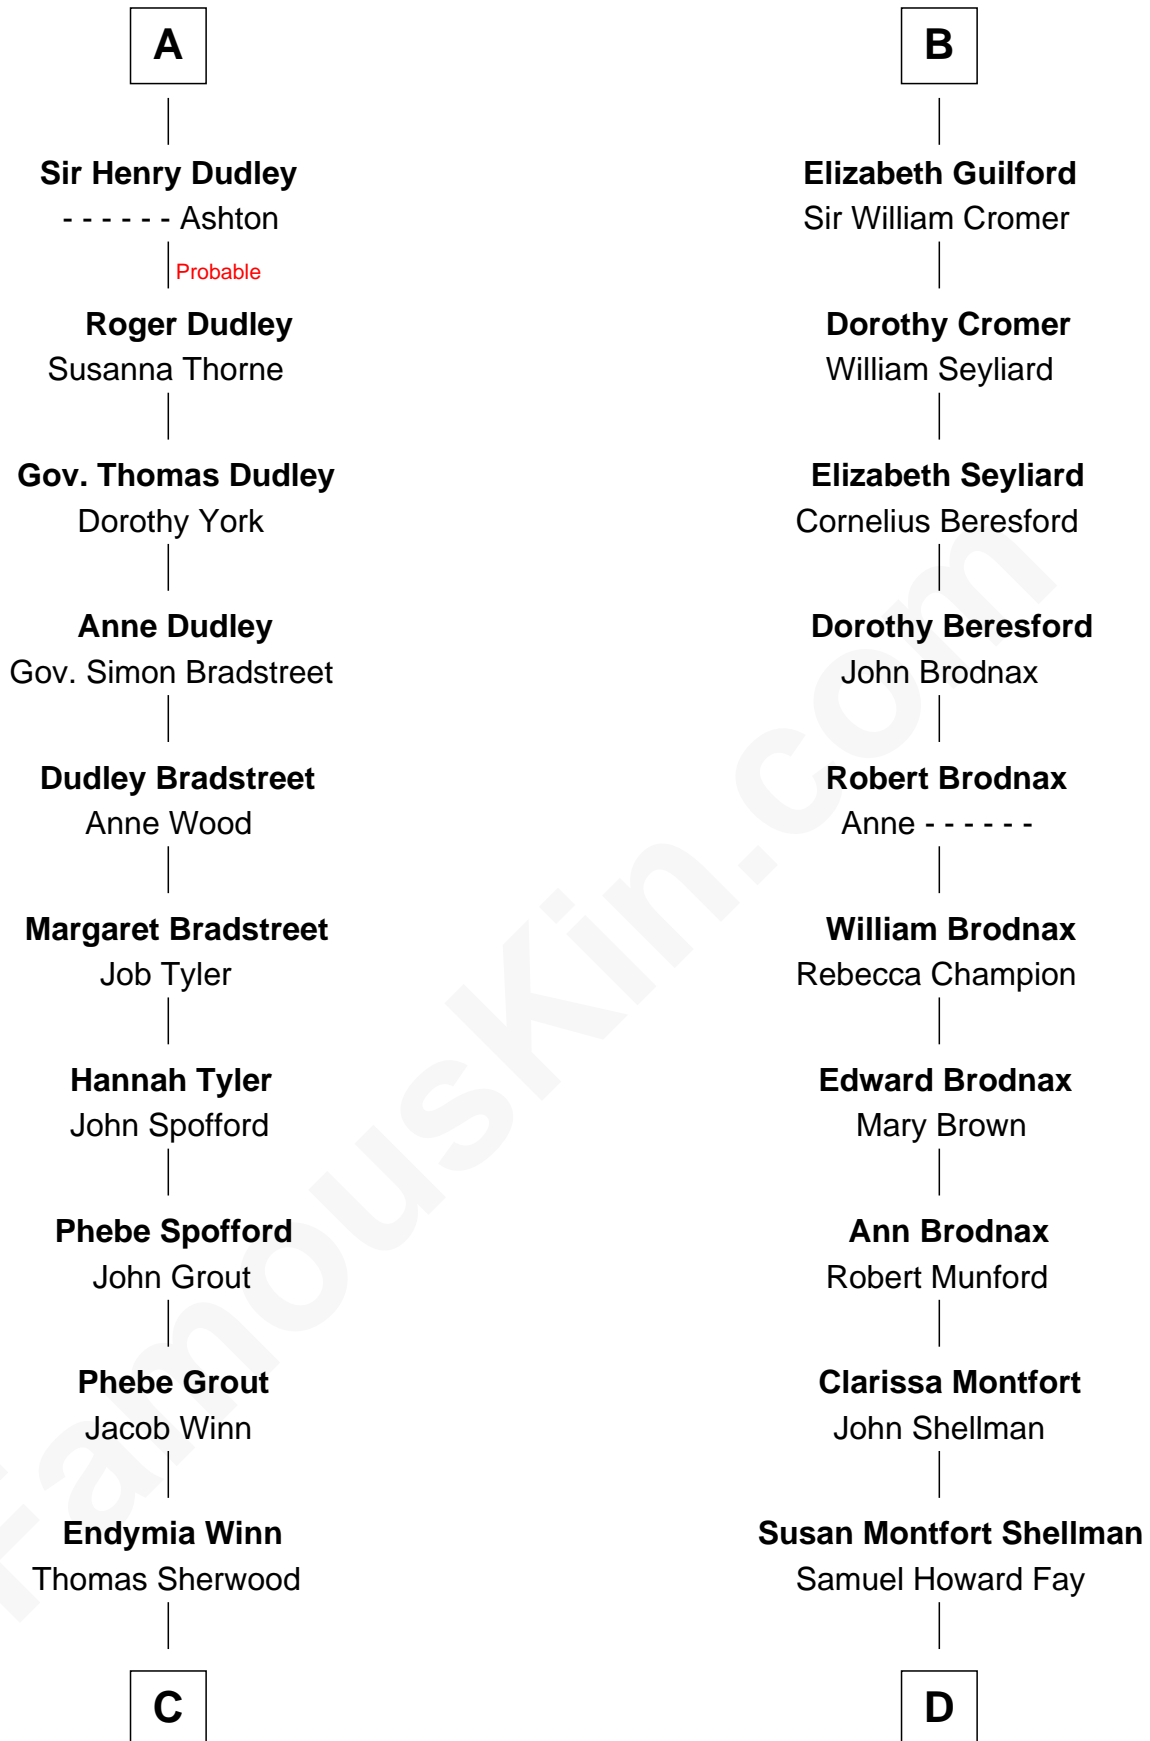 A
Sir Henry Dudley
- - - - - - Ashton
Probable
Roger Dudley
Susanna Thorne
Gov. Thomas Dudley
Dorothy York
Anne Dudley
Gov. Simon Bradstreet
Dudley Bradstreet
Anne Wood
Margaret Bradstreet
Job Tyler
Hannah Tyler
John Spofford
Phebe Spofford
John Grout
Phebe Grout
Jacob Winn
Endymia Winn
Thomas Sherwood
C
B
Elizabeth Guilford
Sir William Cromer
Dorothy Cromer
William Seyliard
Elizabeth Seyliard
Cornelius Beresford
Dorothy Beresford
John Brodnax
Robert Brodnax
Anne - - - - - -
William Brodnax
Rebecca Champion
Edward Brodnax
Mary Brown
Ann Brodnax
Robert Munford
Clarissa Montfort
John Shellman
Susan Montfort Shellman
Samuel Howard Fay
D
FamousKin.com